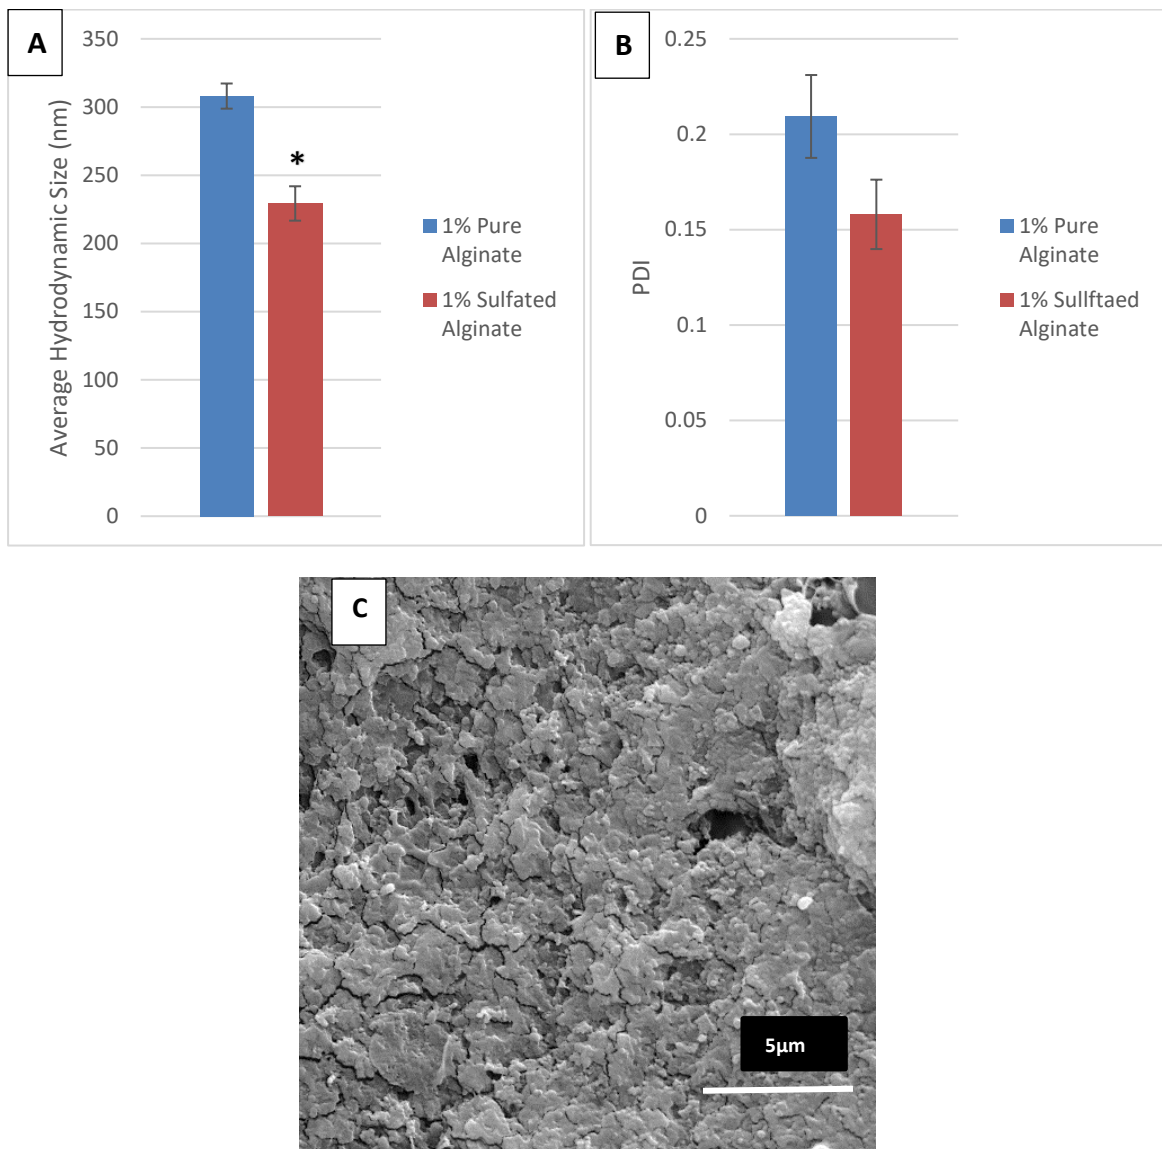 A
350
300
250
200
150
100
50
0
Average Hydrodynamic Size (nm)
*
1% Pure
Alginate
1% Sulfated
Alginate
B
0.25
0.2
0.15
0.1
0.05
0
PDI
1% Pure
Alginate
1% Sullftaed
Alginate
C
5µm